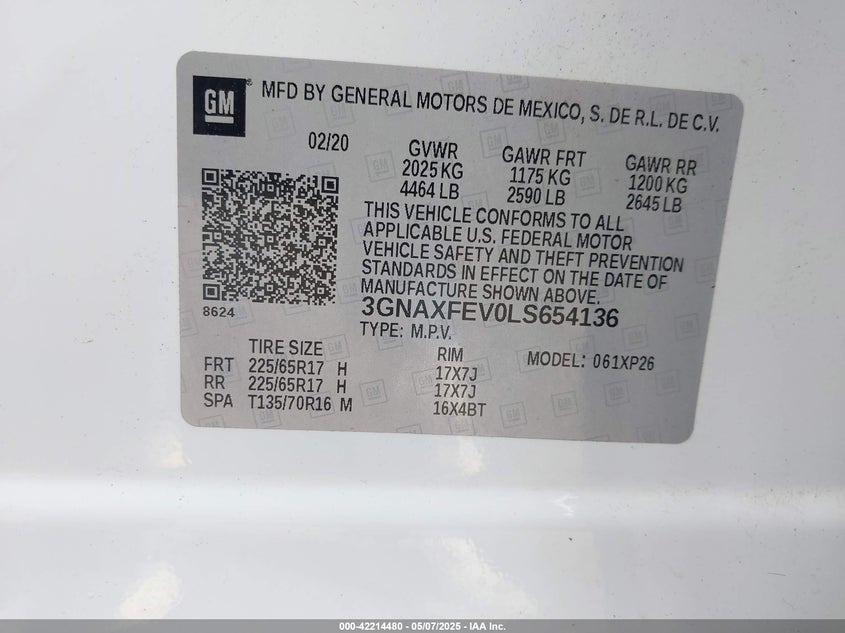 GM ® MFD BY GENERAL MOTORS DE MEXICO, S. DE R.L. DE C.V.
02/20 GVWR GAWR FRT GAWR RR
2025 KG 1175 KG 1200 KG
4464 LB 2590 LB 2645 LB
THIS VEHICLE CONFORMS TO ALL
APPLICABLE U.S. FEDERAL MOTOR
VEHICLE SAFETY AND THEFT PREVENTION
STANDARDS IN EFFECT ON THE DATE OF
MANUFACTURE SHOWN ABOVE.
8624 3GNAXFEV0LS654136
TYPE: M.P.V.
TIRE SIZE RIM MODEL: 061XP26
FRT 225/65R17 H 17X7J
RR 225/65R17 H 17X7J
SPA T135/70R16 M 16X4BT
000-42214480 - 05/07/2025 - IAA Inc.